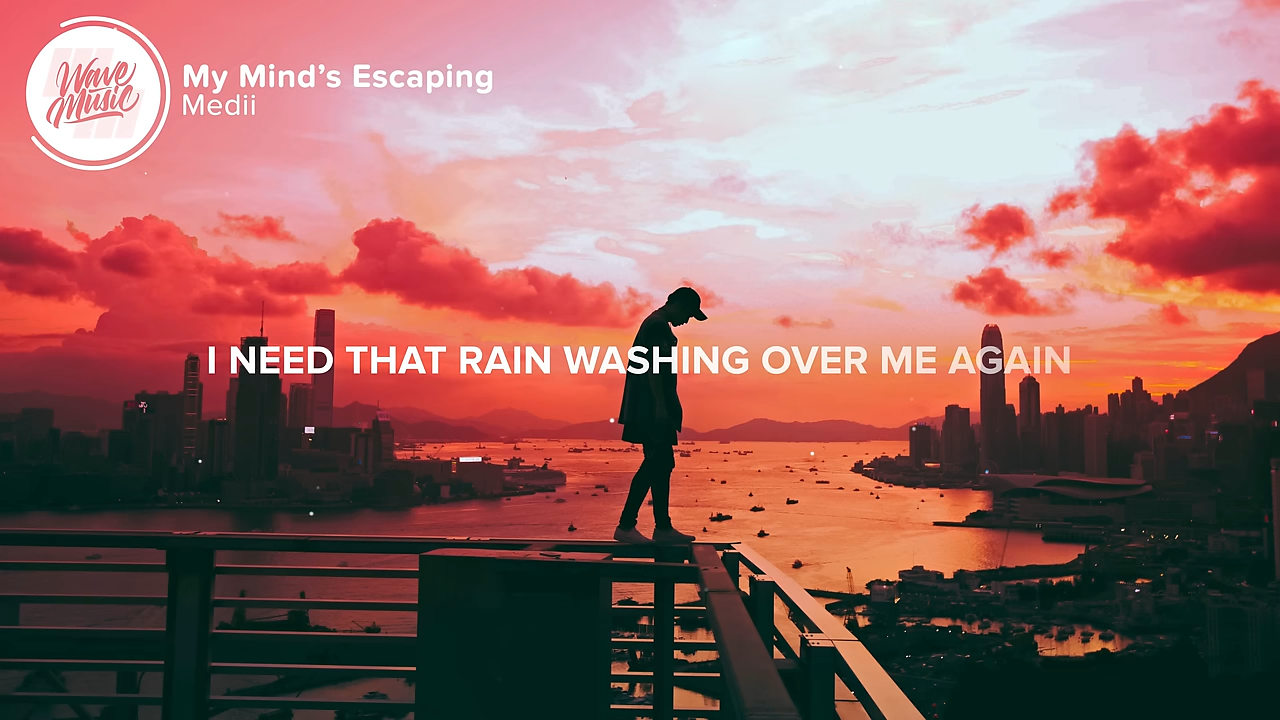 Wave
Music
My Mind’s Escaping
Medii
I NEED THAT RAIN WASHING OVER ME AGAIN